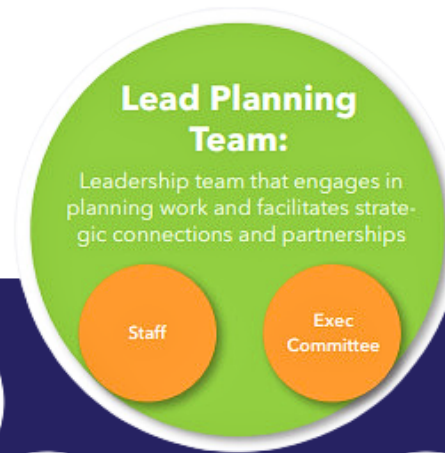 Lead Planning
Team:
Leadership team that engages in
planning work and facilitates strate-
gic connections and partnerships
Staff
Exec
Committee